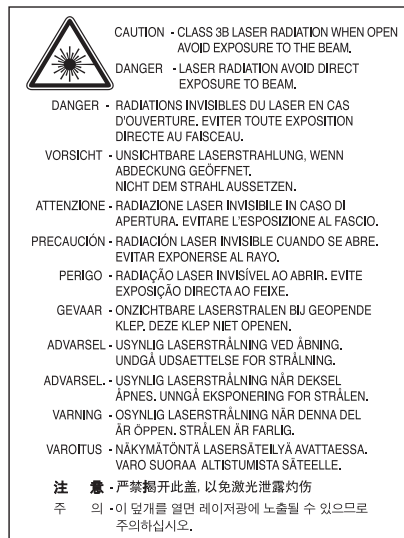 CAUTION - CLASS 3B LASER RADIATION WHEN OPEN
AVOID EXPOSURE TO THE BEAM.
DANGER - LASER RADIATION AVOID DIRECT
EXPOSURE TO BEAM.
DANGER - RADIATIONS INVISIBLES DU LASER EN CAS
D'OUVERTURE. EVITER TOUTE EXPOSITION
DIRECTE AU FAISCEAU.
VORSICHT - UNSICHTBARE LASERSTRAHLUNG, WENN
ABDECKUNG GEÖFFNET.
NICHT DEM STRAHL AUSSETZEN.
ATTENZIONE - RADIAZIONE LASER INVISIBILE IN CASO DI
APERTURA. EVITARE L'ESPOSIZIONE AL FASCIO.
PRECAUCIÓN - RADIACIÓN LASER INVISIBLE CUANDO SE ABRE.
EVITAR EXPONERSE AL RAYO.
PERIGO - RADIAÇÃO LASER INVISÍVEL AO ABRIR. EVITE
EXPOSIÇÃO DIRECTA AO FEIXE.
GEVAAR - ONZICHTBARE LASERSTRALEN BIJ GEOPENDE
KLEP. DEZE KLEP NIET OPENEN.
ADVARSEL - USYNLIG LASERSTRÅLNING VED ÅBNING.
UNDGÅ UDSAETTELSE FOR STRÅLNING.
ADVARSEL. - USYNLIG LASERSTRÅLNING NÅR DEKSEL
ÅPNES. UNNGÅ EKSPONERING FOR STRÅLEN.
VARNING - OSYNLIG LASERSTRÅLNING NÄR DENNA DEL
ÄR ÖPPEN. STRÅLEN ÄR FARLIG.
VAROITUS - NÄKYMÄTÖNTÄ LASERSÄTEILYÄ AVATTAESSA.
VARO SUORAA ALTISTUMISTA SÄTEELLE.
注 意 - 严禁揭开此盖, 以免激光泄露灼伤
주 의 - 이 덮개를 열면 레이저광에 노출될 수 있으므로
주의하십시오.